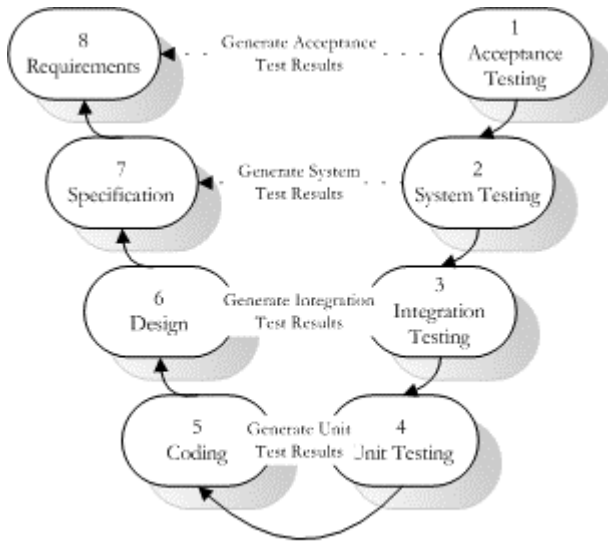 8
Requirements
Generate Acceptance
Test Results
1
Acceptance
Testing
7
Specification
Generate System
Test Results
2
System Testing
6
Design
Generate Integration
Test Results
3
Integration
Testing
5
Coding
Generate Unit
Test Results
4
Unit Testing